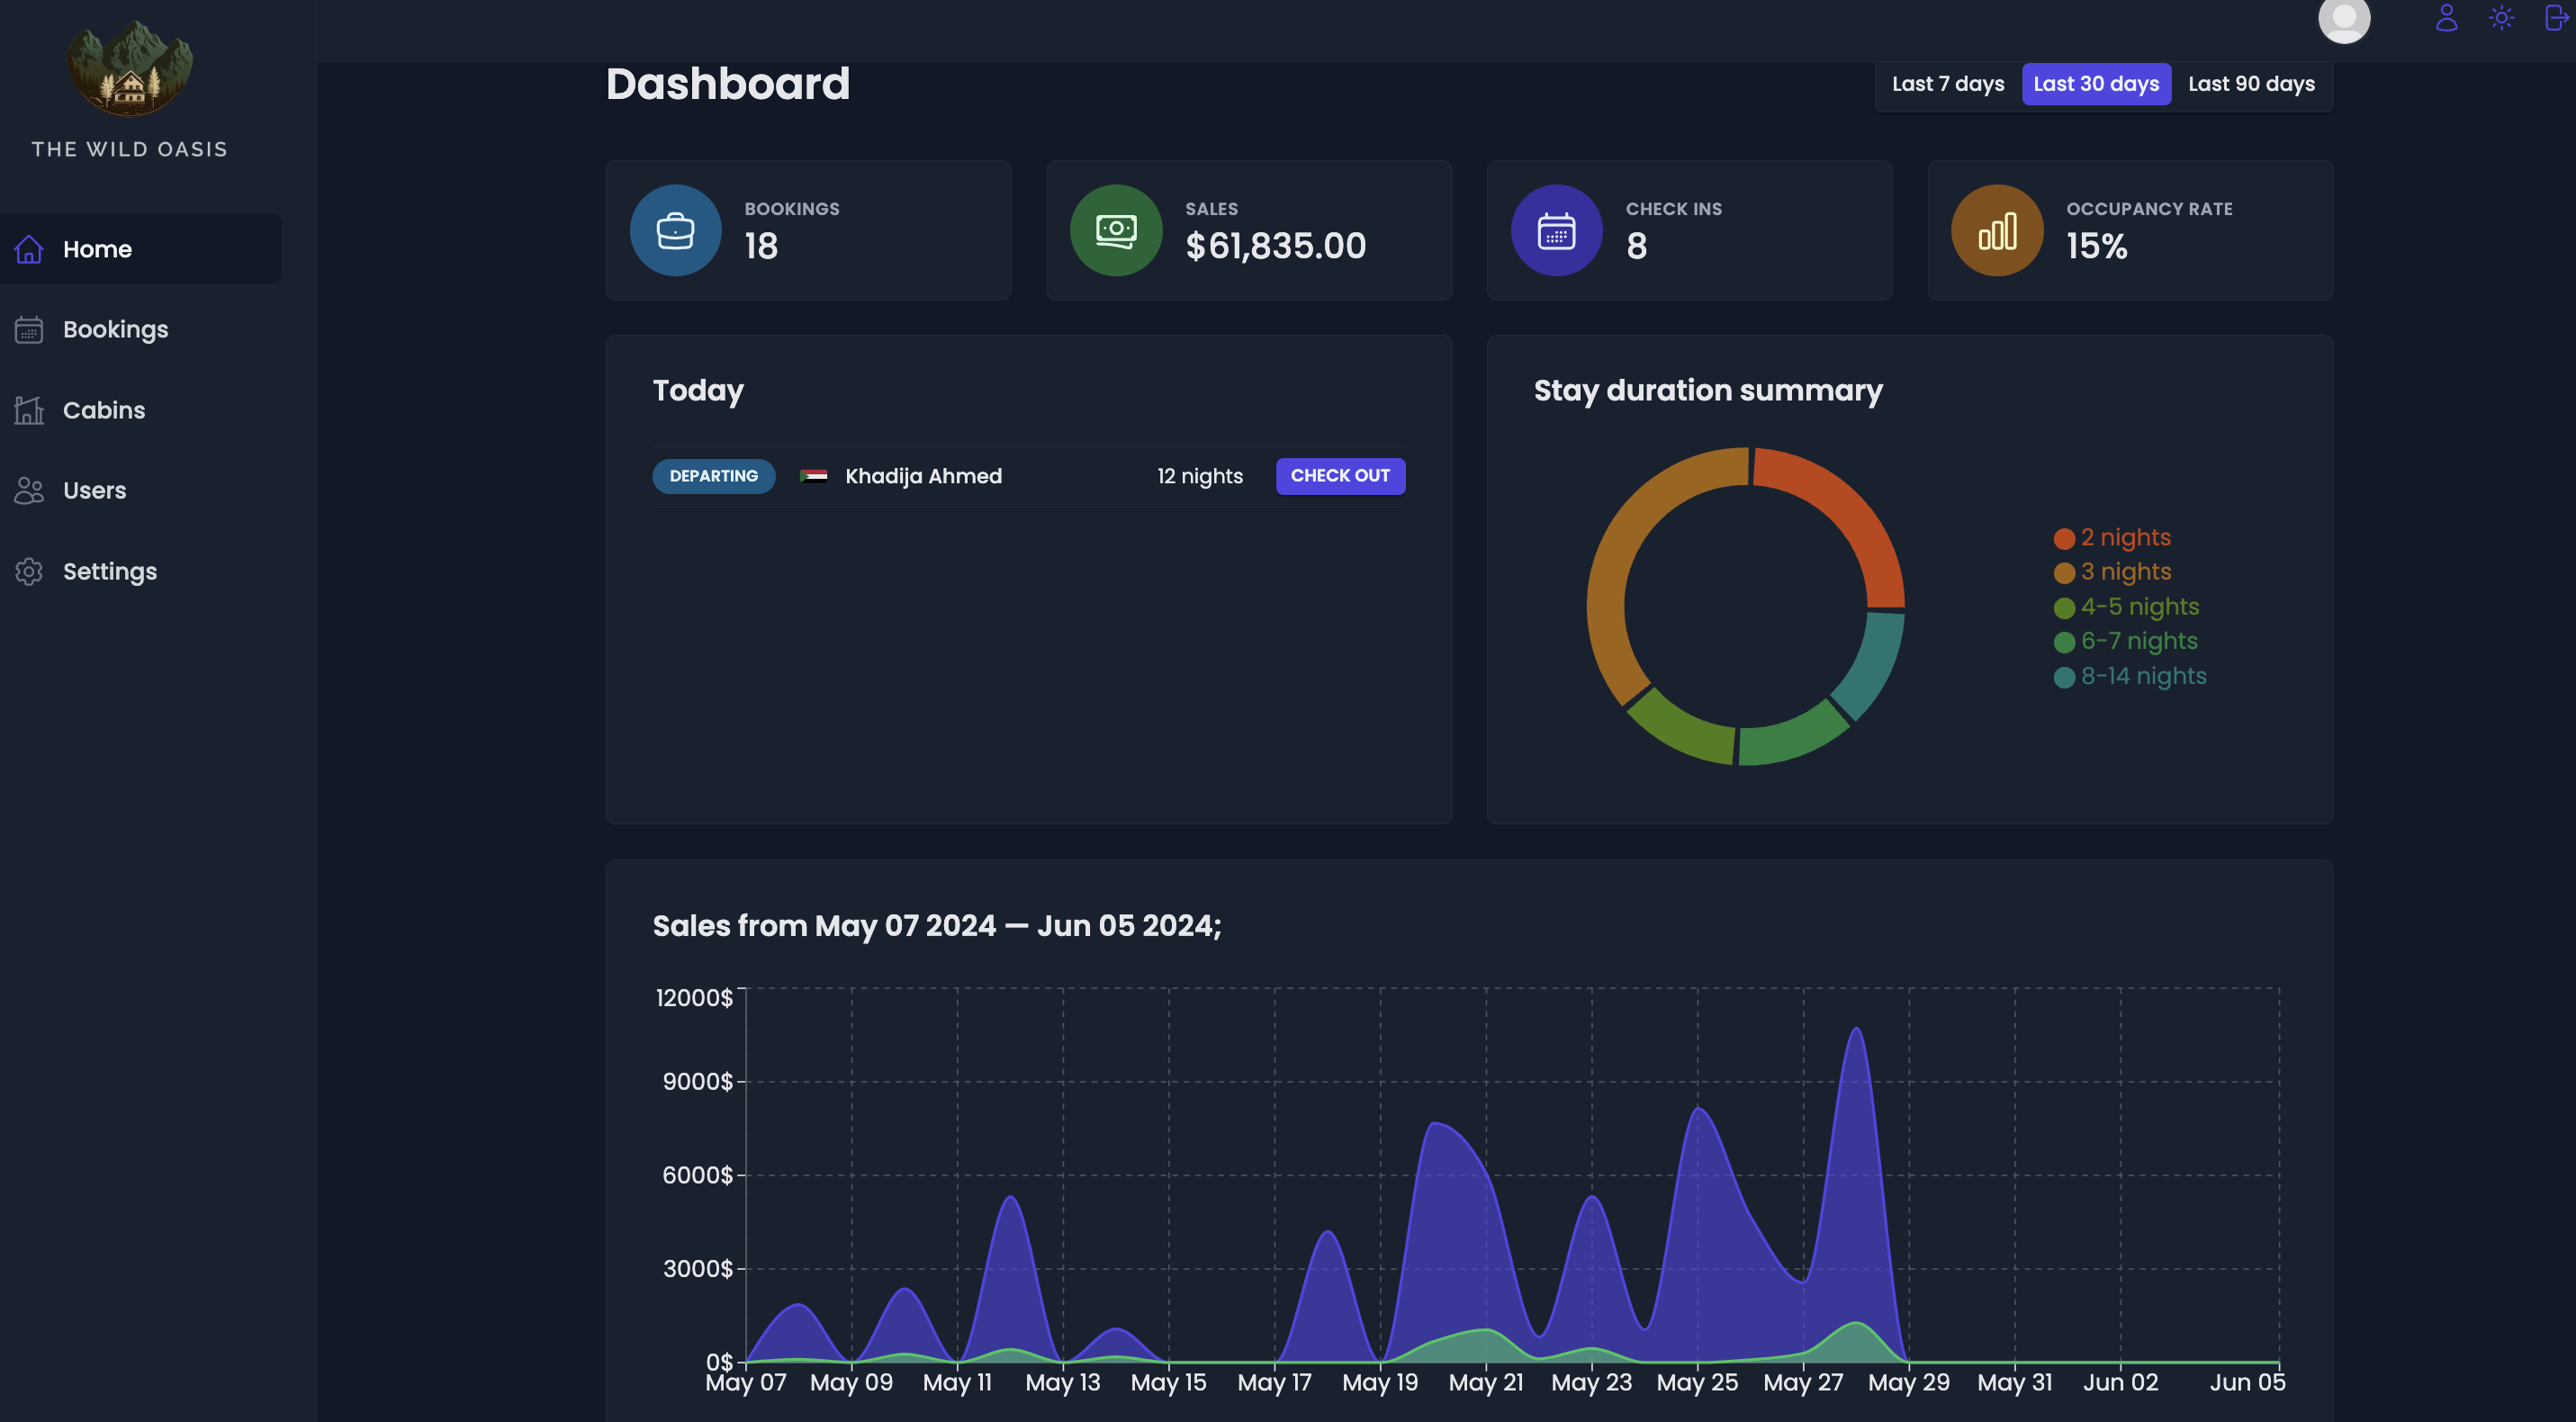 THE WILD OASIS
Home
Bookings
Cabins
Users
Settings
Dashboard
Last 7 days Last 30 days Last 90 days
BOOKINGS
18
SALES
$61,835.00
CHECK INS
8
OCCUPANCY RATE
15%
Today
DEPARTING Khadija Ahmed 12 nights CHECK OUT
Stay duration summary
2 nights
3 nights
4-5 nights
6-7 nights
8-14 nights
Sales from May 07 2024 — Jun 05 2024;
12000$
9000$
6000$
3000$
0$
May 07 May 09 May 11 May 13 May 15 May 17 May 19 May 21 May 23 May 25 May 27 May 29 May 31 Jun 02 Jun 05